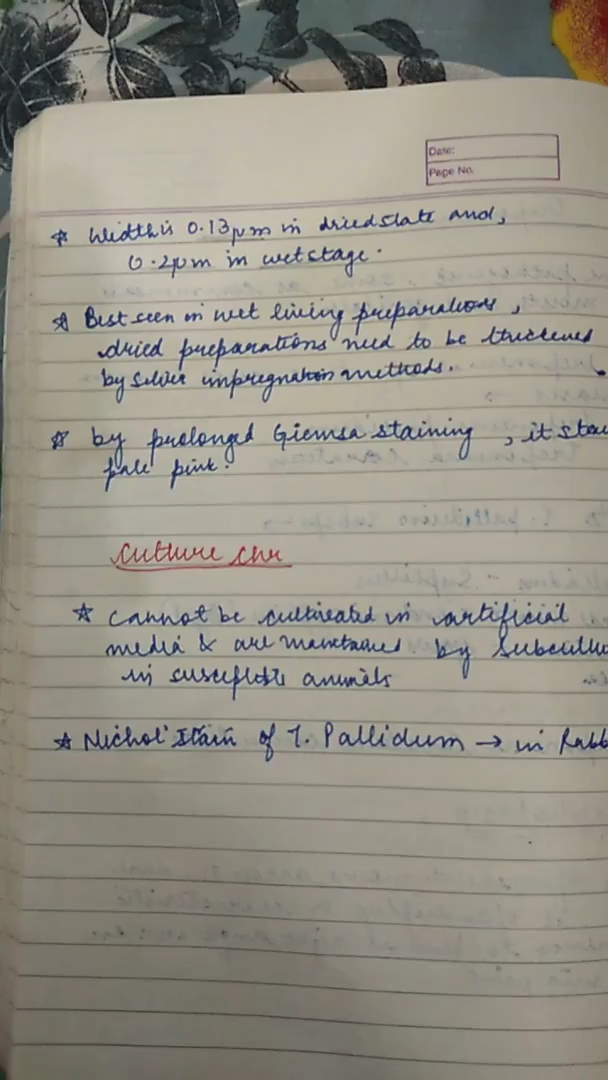 Date:
Page No.
* Width is 0.13µm in dried state and,
0.2µm in wet stage.
* Best seen in wet living preparations,
dried preparations need to be thickened
by silver impregnation methods.
* by prolonged Giemsa staining, it stai
pale pink.
Culture chr
* cannot be cultivated in artificial
media & are maintained by Subcultu
in susceptible animals
* Nichol' Stain of T. Pallidum → in Rabb